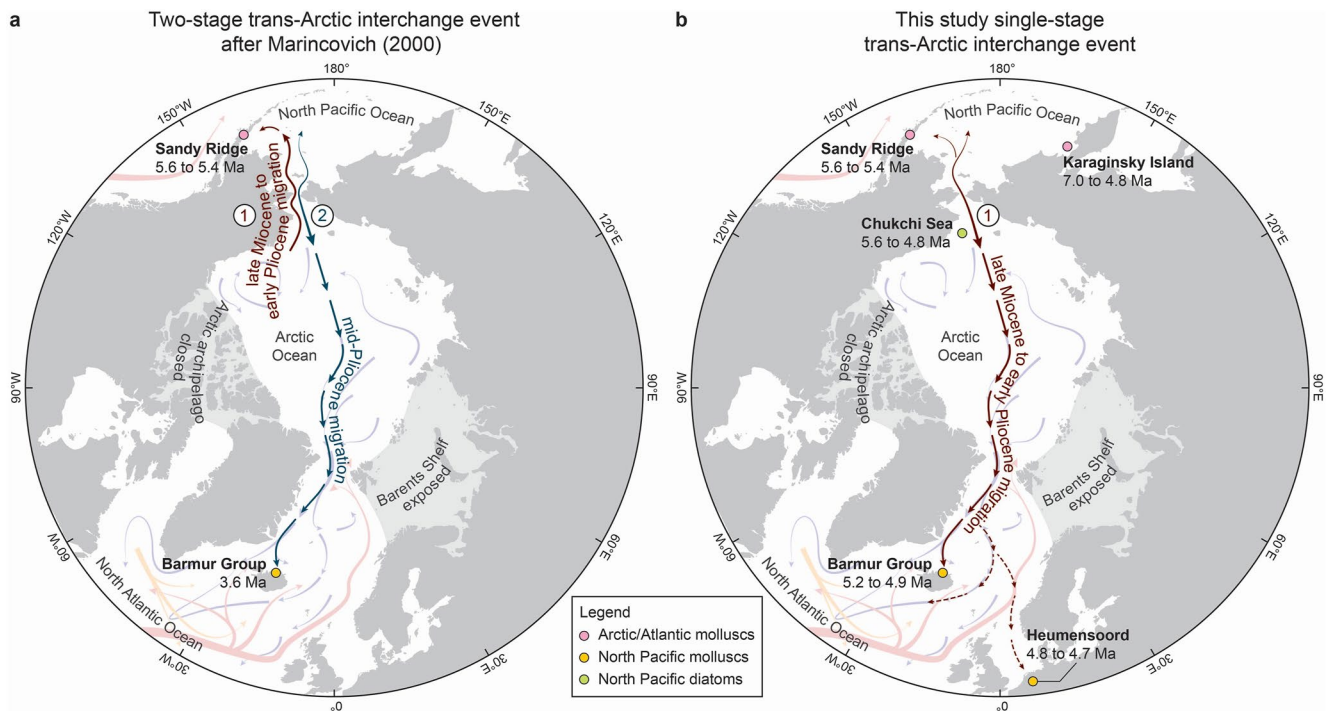 a
Two-stage trans-Arctic interchange event
after Marincovich (2000)
180°
150°W
150°E
North Pacific Ocean
Sandy Ridge
5.6 to 5.4 Ma
1
2
late Miocene to
early Pliocene migration
120°W
120°E
Arctic archipelago
closed
Arctic
Ocean
mid-Pliocene migration
90°W
90°E
Barents Shelf
exposed
60°W
60°E
Barmur Group
3.6 Ma
North Atlantic Ocean
30°W
30°E
0°
b
This study single-stage
trans-Arctic interchange event
180°
150°W
150°E
North Pacific Ocean
Sandy Ridge
5.6 to 5.4 Ma
Karaginsky Island
7.0 to 4.8 Ma
Chukchi Sea
5.6 to 4.8 Ma
1
120°W
120°E
late Miocene to early Pliocene migration
Arctic archipelago
closed
Arctic
Ocean
90°W
90°E
Barents Shelf
exposed
60°W
60°E
Barmur Group
5.2 to 4.9 Ma
North Atlantic Ocean
Heumensoord
4.8 to 4.7 Ma
30°W
30°E
0°
Legend
Arctic/Atlantic molluscs
North Pacific molluscs
North Pacific diatoms